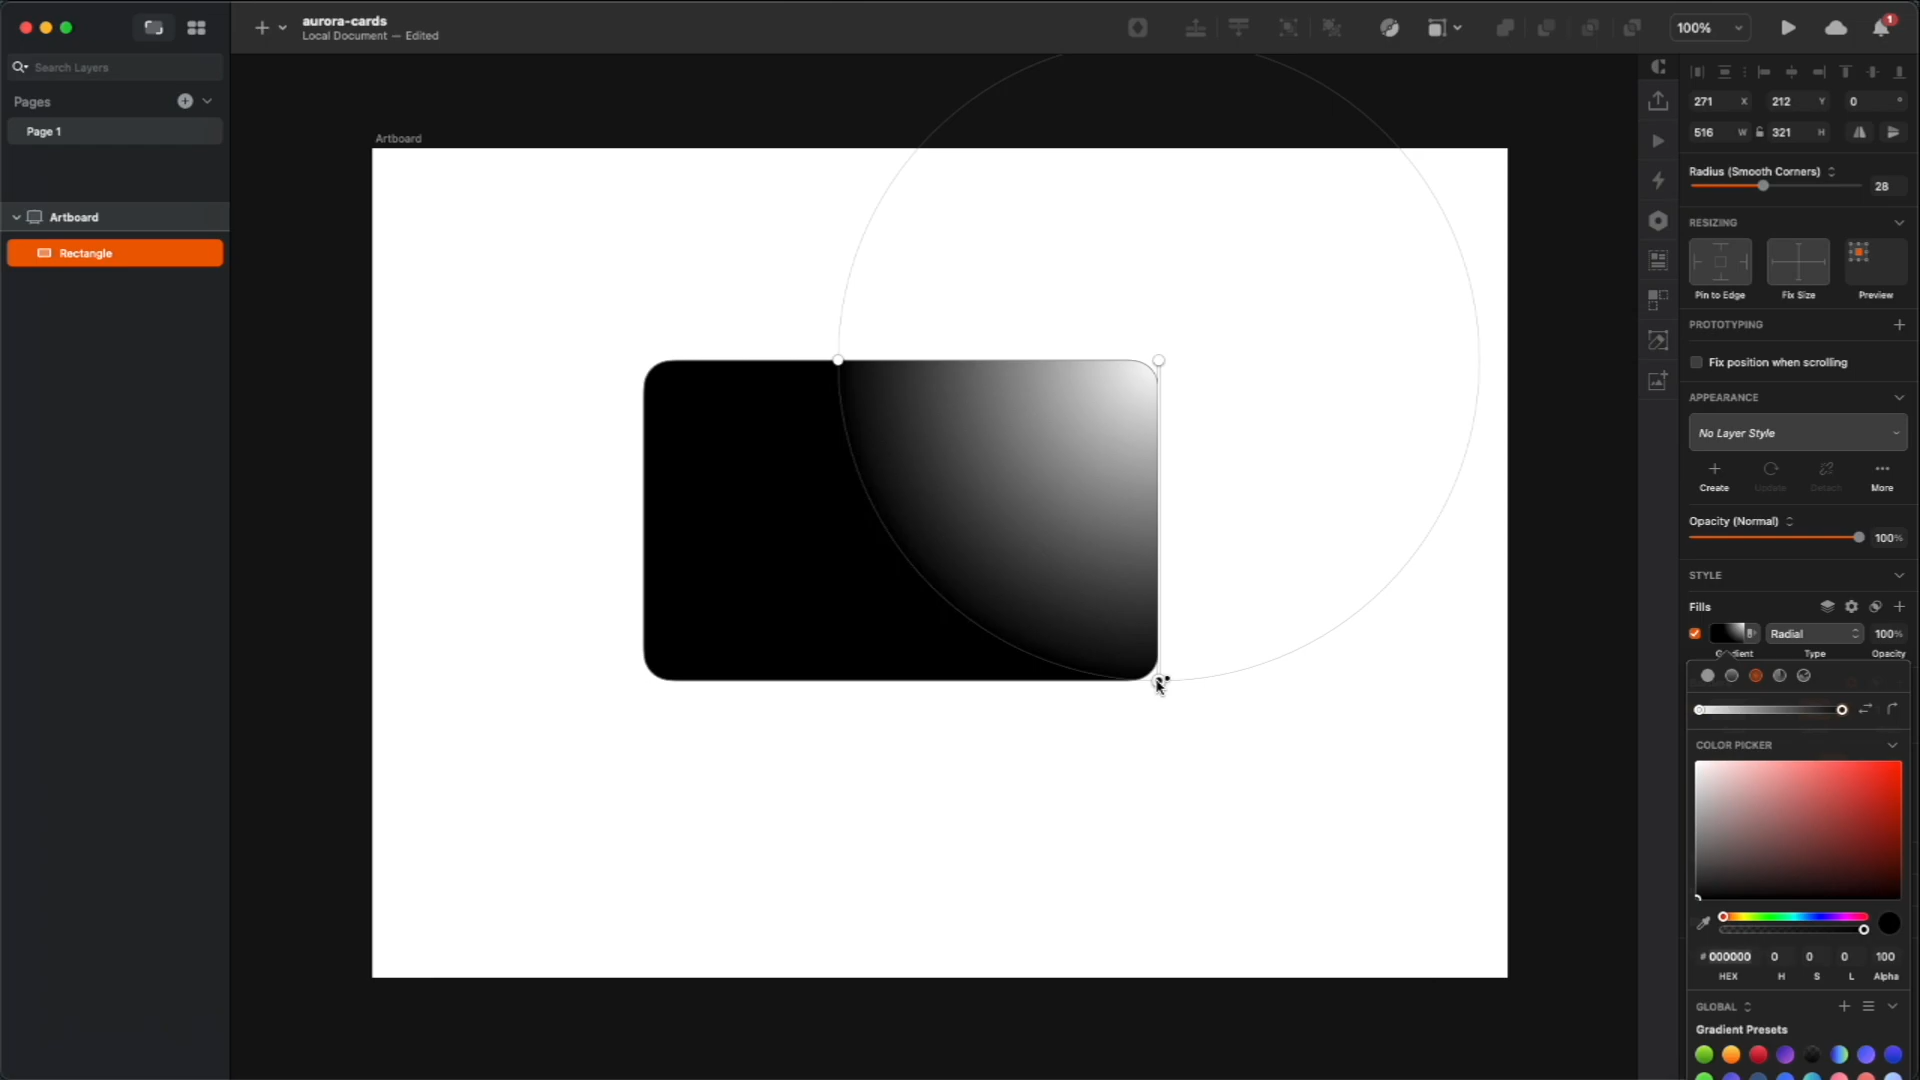 aurora-cards
Local Document — Edited
100%
1
Search Layers
Pages
Page 1
Artboard
Rectangle
Artboard
271 X 212 Y 0 °
516 W 321 H
Radius (Smooth Corners)
28
RESIZING
Pin to Edge Fix Size Preview
PROTOTYPING
Fix position when scrolling
APPEARANCE
No Layer Style
Create Update Detach More
Opacity (Normal)
100%
STYLE
Fills
Radial 100%
Type Opacity
COLOR PICKER
# 000000 0 0 0 100
HEX H S L Alpha
GLOBAL
Gradient Presets